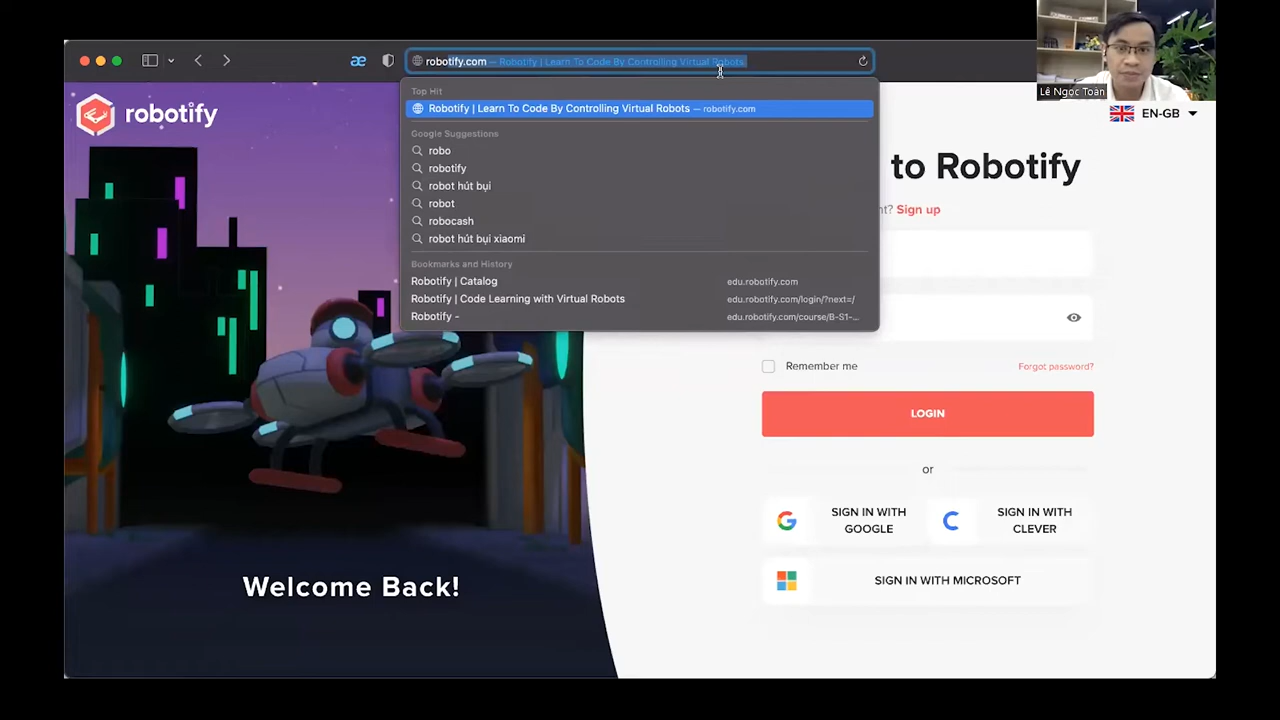 robotify.com — Robotify | Learn To Code By Controlling Virtual Robots
Lê Ngọc Toàn
Top Hit
Robotify | Learn To Code By Controlling Virtual Robots — robotify.com
Google Suggestions
robo
robotify
robot hút bụi
robot
robocash
robot hút bụi xiaomi
Bookmarks and History
Robotify | Catalog edu.robotify.com
Robotify | Code Learning with Virtual Robots edu.robotify.com/login/?next=/
Robotify - edu.robotify.com/course/B-S1-...
robotify
EN-GB
to Robotify
nt? Sign up
Remember me
Forgot password?
LOGIN
or
SIGN IN WITH
GOOGLE
SIGN IN WITH
CLEVER
SIGN IN WITH MICROSOFT
Welcome Back!